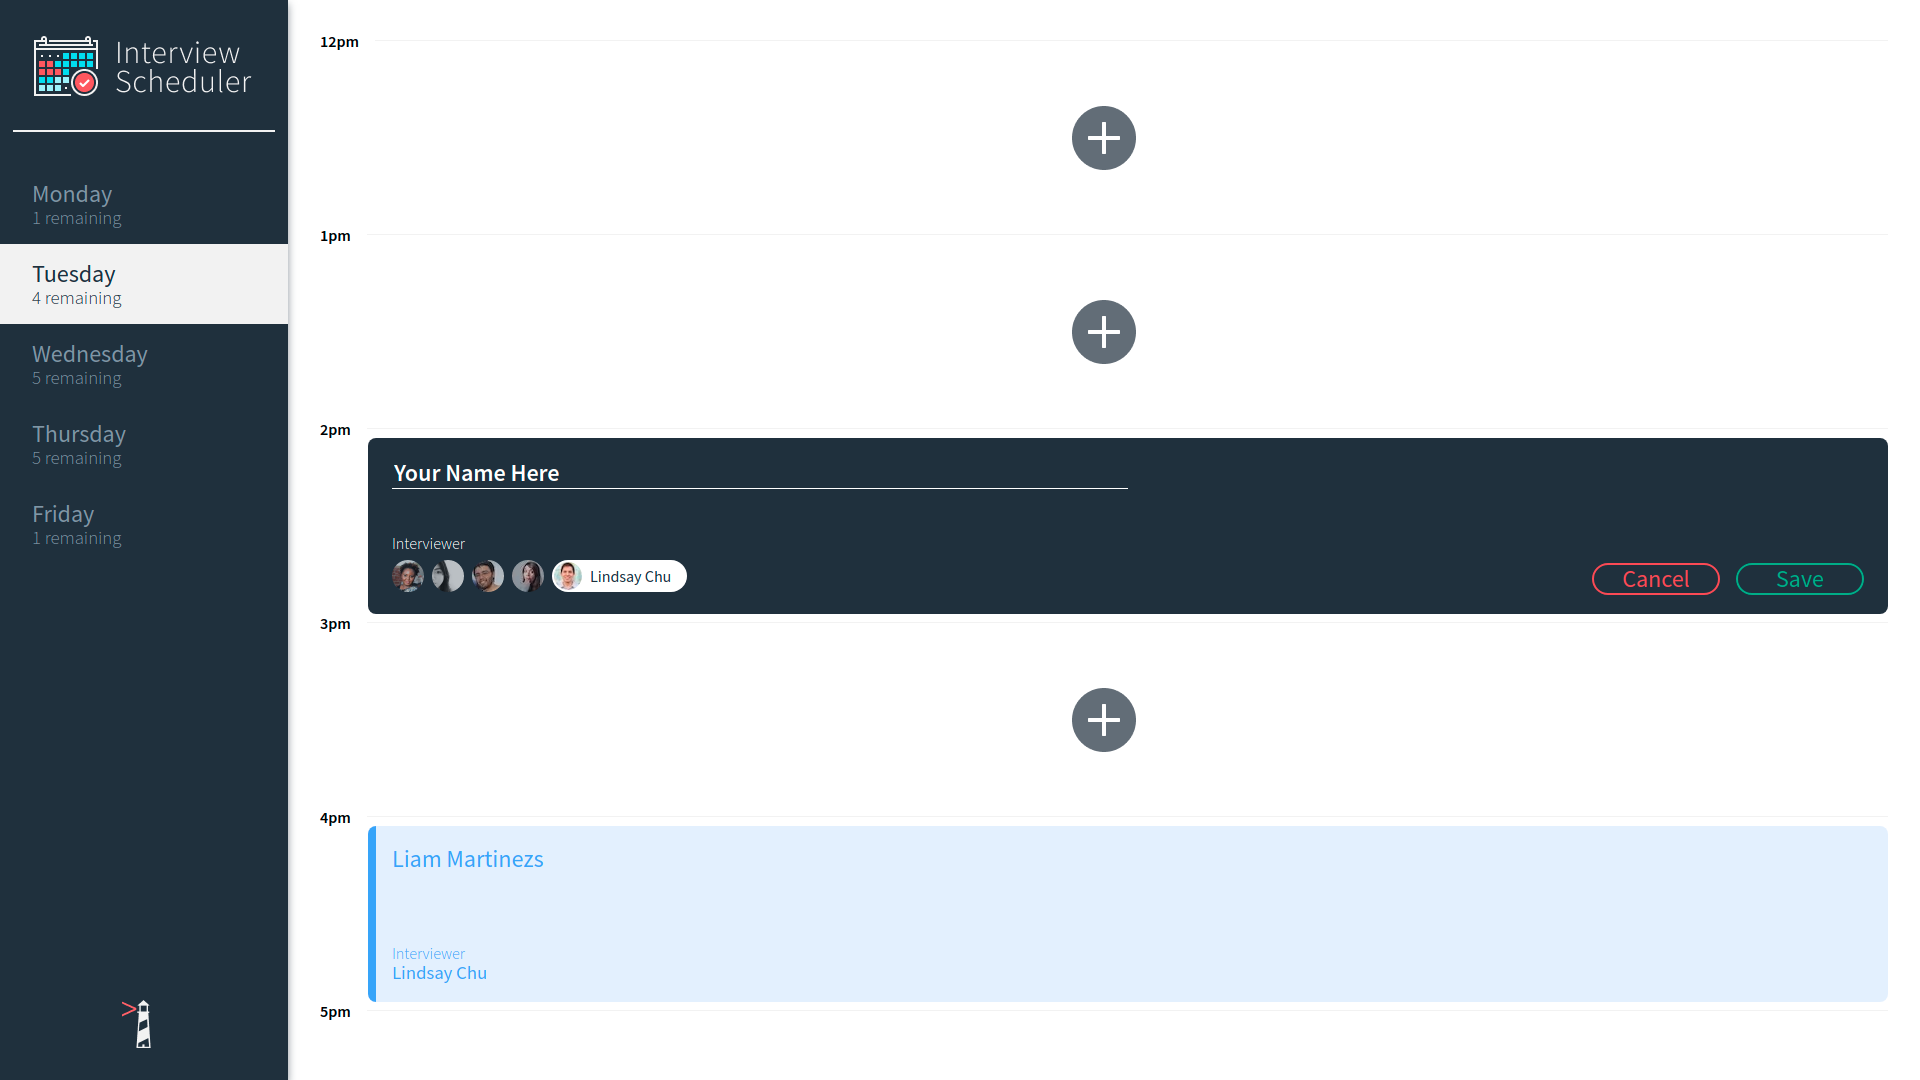 Interview
Scheduler
Monday
1 remaining
Tuesday
4 remaining
Wednesday
5 remaining
Thursday
5 remaining
Friday
1 remaining
12pm
1pm
2pm
Your Name Here
Interviewer
Lindsay Chu
Cancel
Save
3pm
4pm
Liam Martinezs
Interviewer
Lindsay Chu
5pm